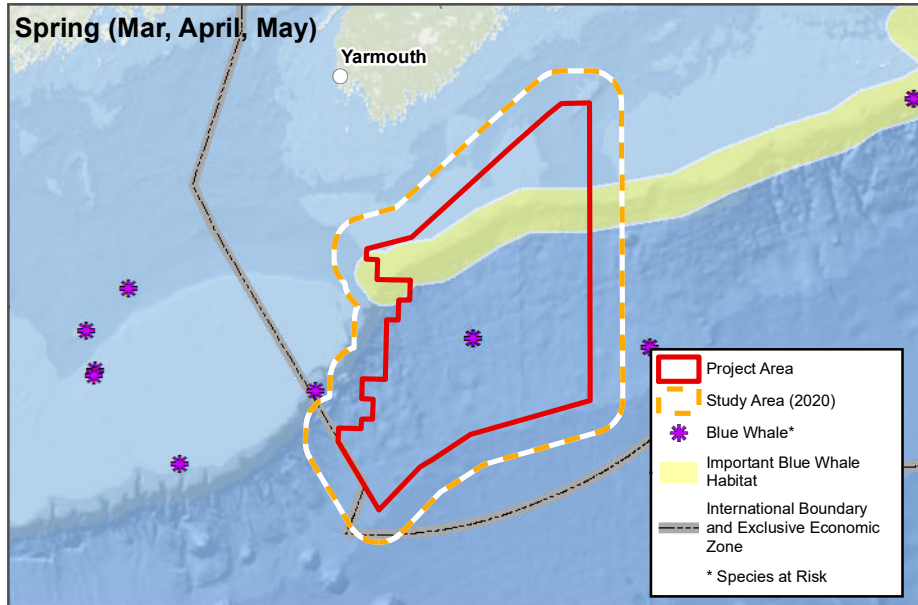 Spring (Mar, April, May)
Yarmouth
Project Area
Study Area (2020)
Blue Whale*
Important Blue Whale
Habitat
International Boundary
and Exclusive Economic
Zone
* Species at Risk